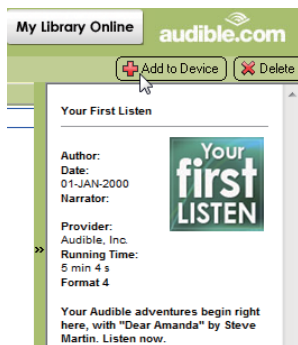 My Library Online
audible.com
Add to Device
Delete
Your First Listen
Author:
Date:
01-JAN-2000
Narrator:
Provider:
Audible, Inc.
Running Time:
5 min 4 s
Format 4
Your
first
LISTEN
»
Your Audible adventures begin right
here, with "Dear Amanda" by Steve
Martin. Listen now.